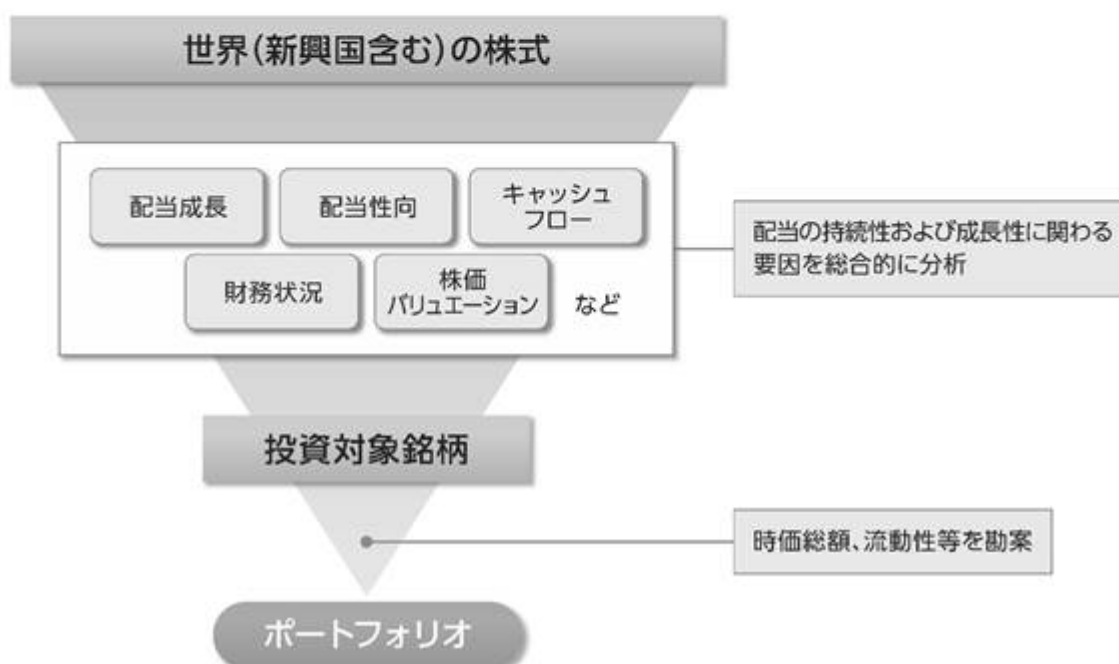 世界(新興国含む)の株式
配当成長
配当性向
キャッシュ
フロー
財務状況
株価
バリュエーション
など
配当の持続性および成長性に関わる
要因を総合的に分析
投資対象銘柄
時価総額、流動性等を勘案
ポートフォリオ